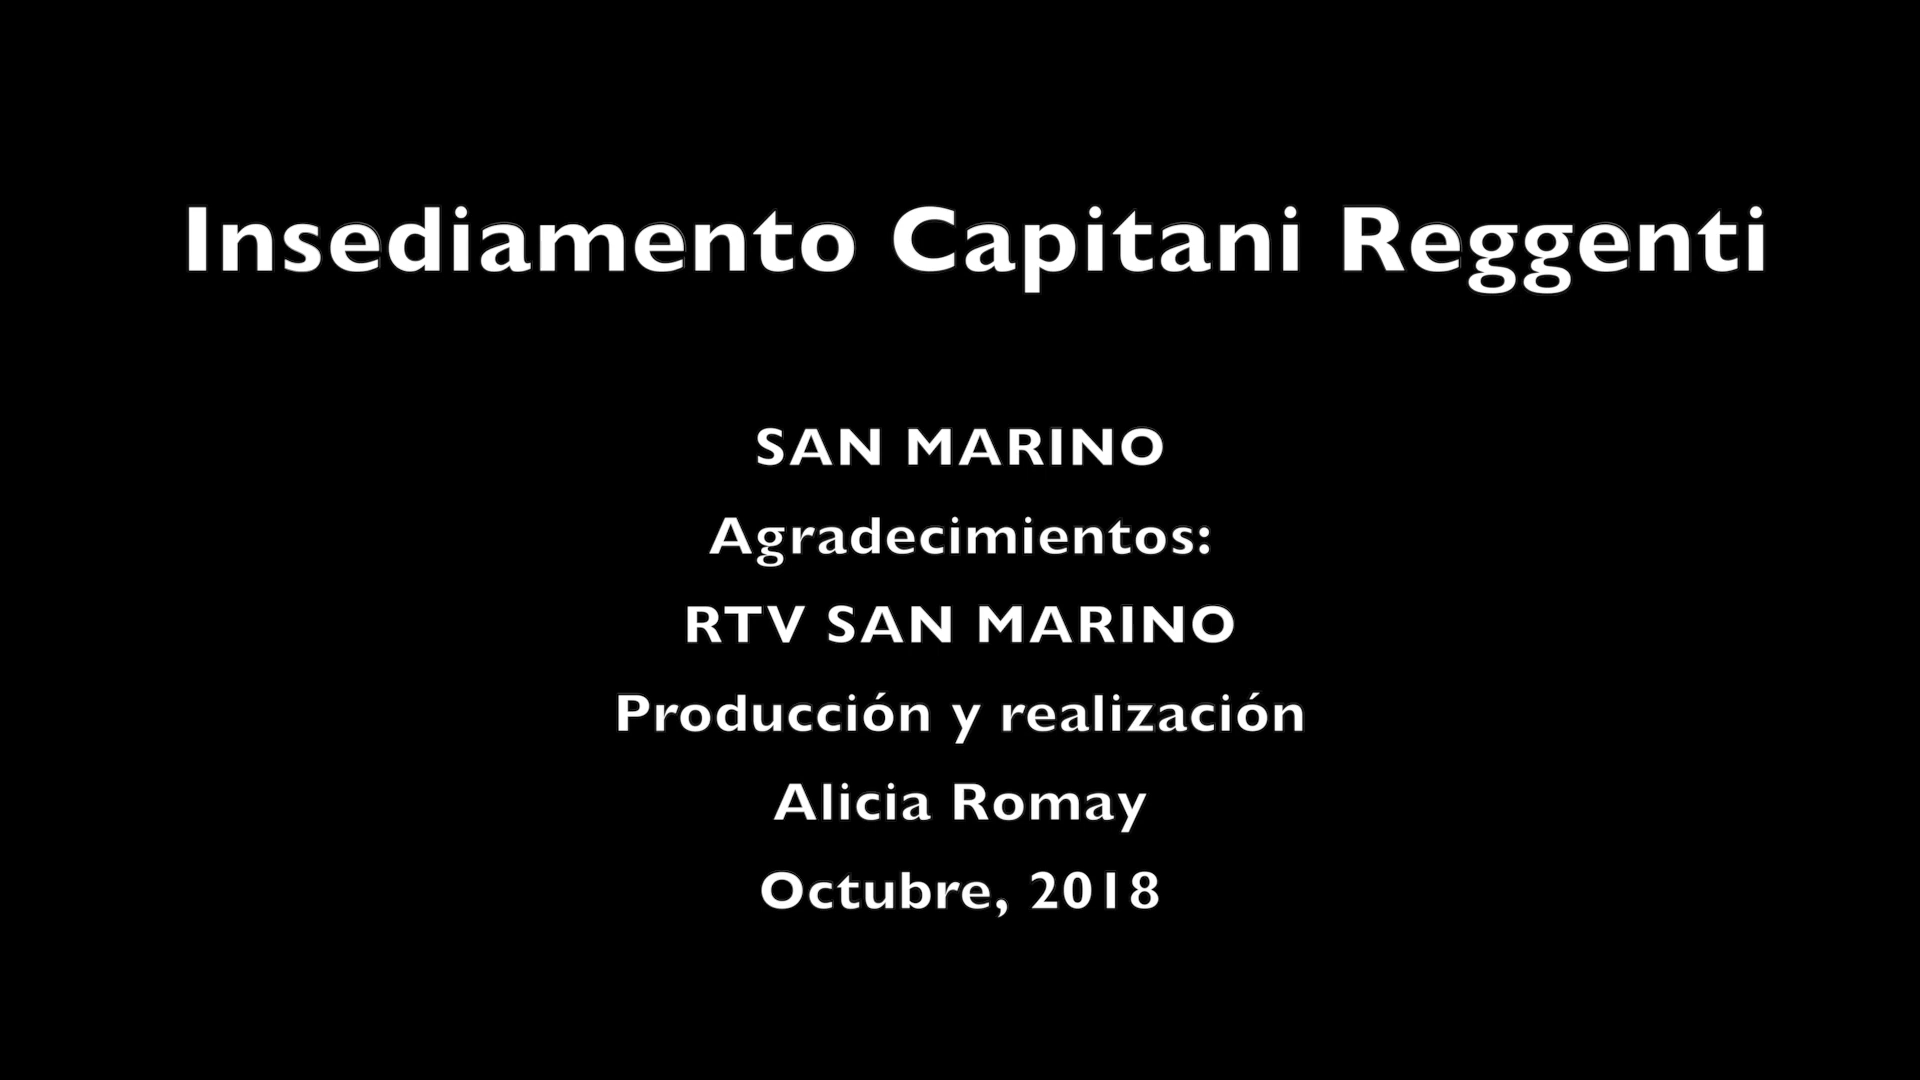 Insediamento Capitani Reggenti
SAN MARINO
Agradecimientos:
RTV SAN MARINO
Producción y realización
Alicia Romay
Octubre, 2018